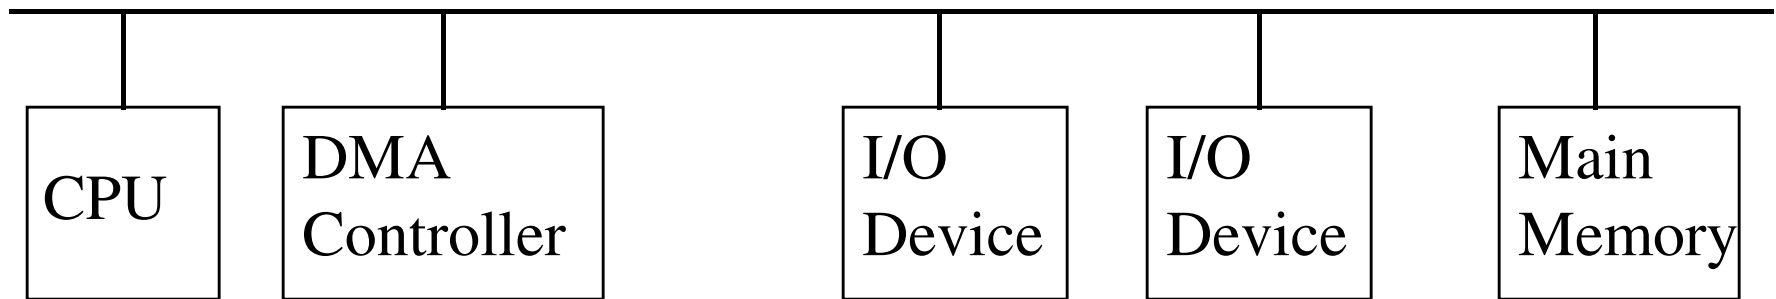 CPU
DMA
Controller
I/O
Device
I/O
Device
Main
Memory